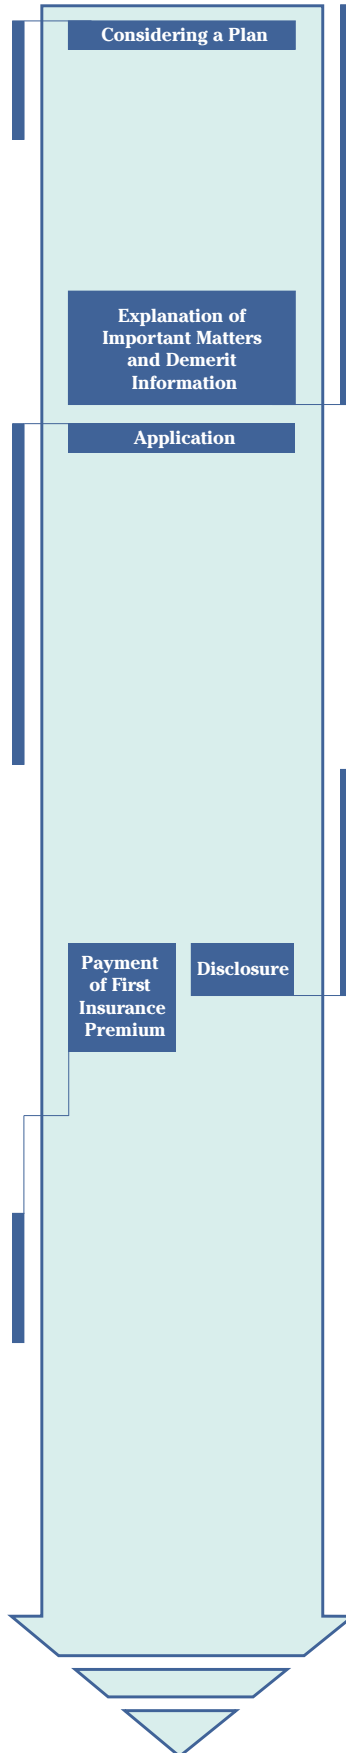 Considering a Plan
Explanation of
Important Matters
and Demerit
Information
Application
Payment
of First
Insurance
Premium
Disclosure